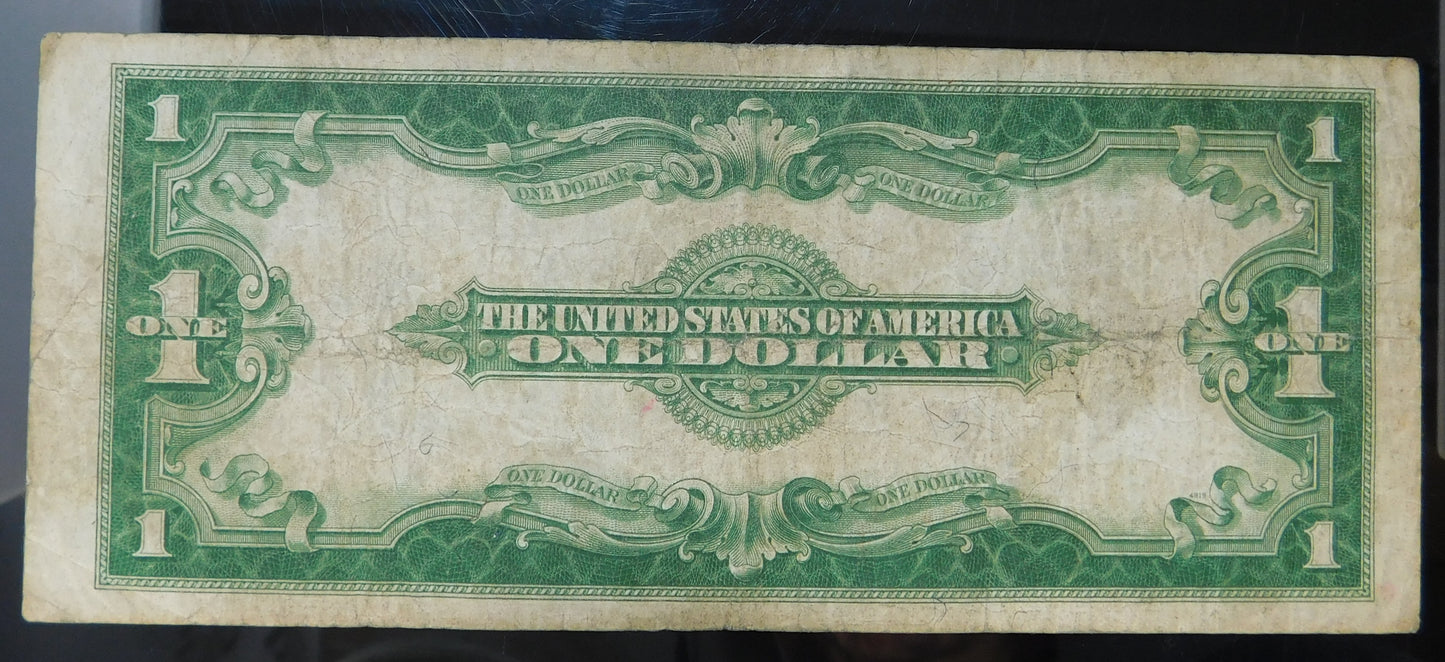 1 1
ONE DOLLAR ONE DOLLAR
THE UNITED STATES OF AMERICA
1 ONE ONE DOLLAR 1 ONE
ONE DOLLAR ONE DOLLAR
1 1